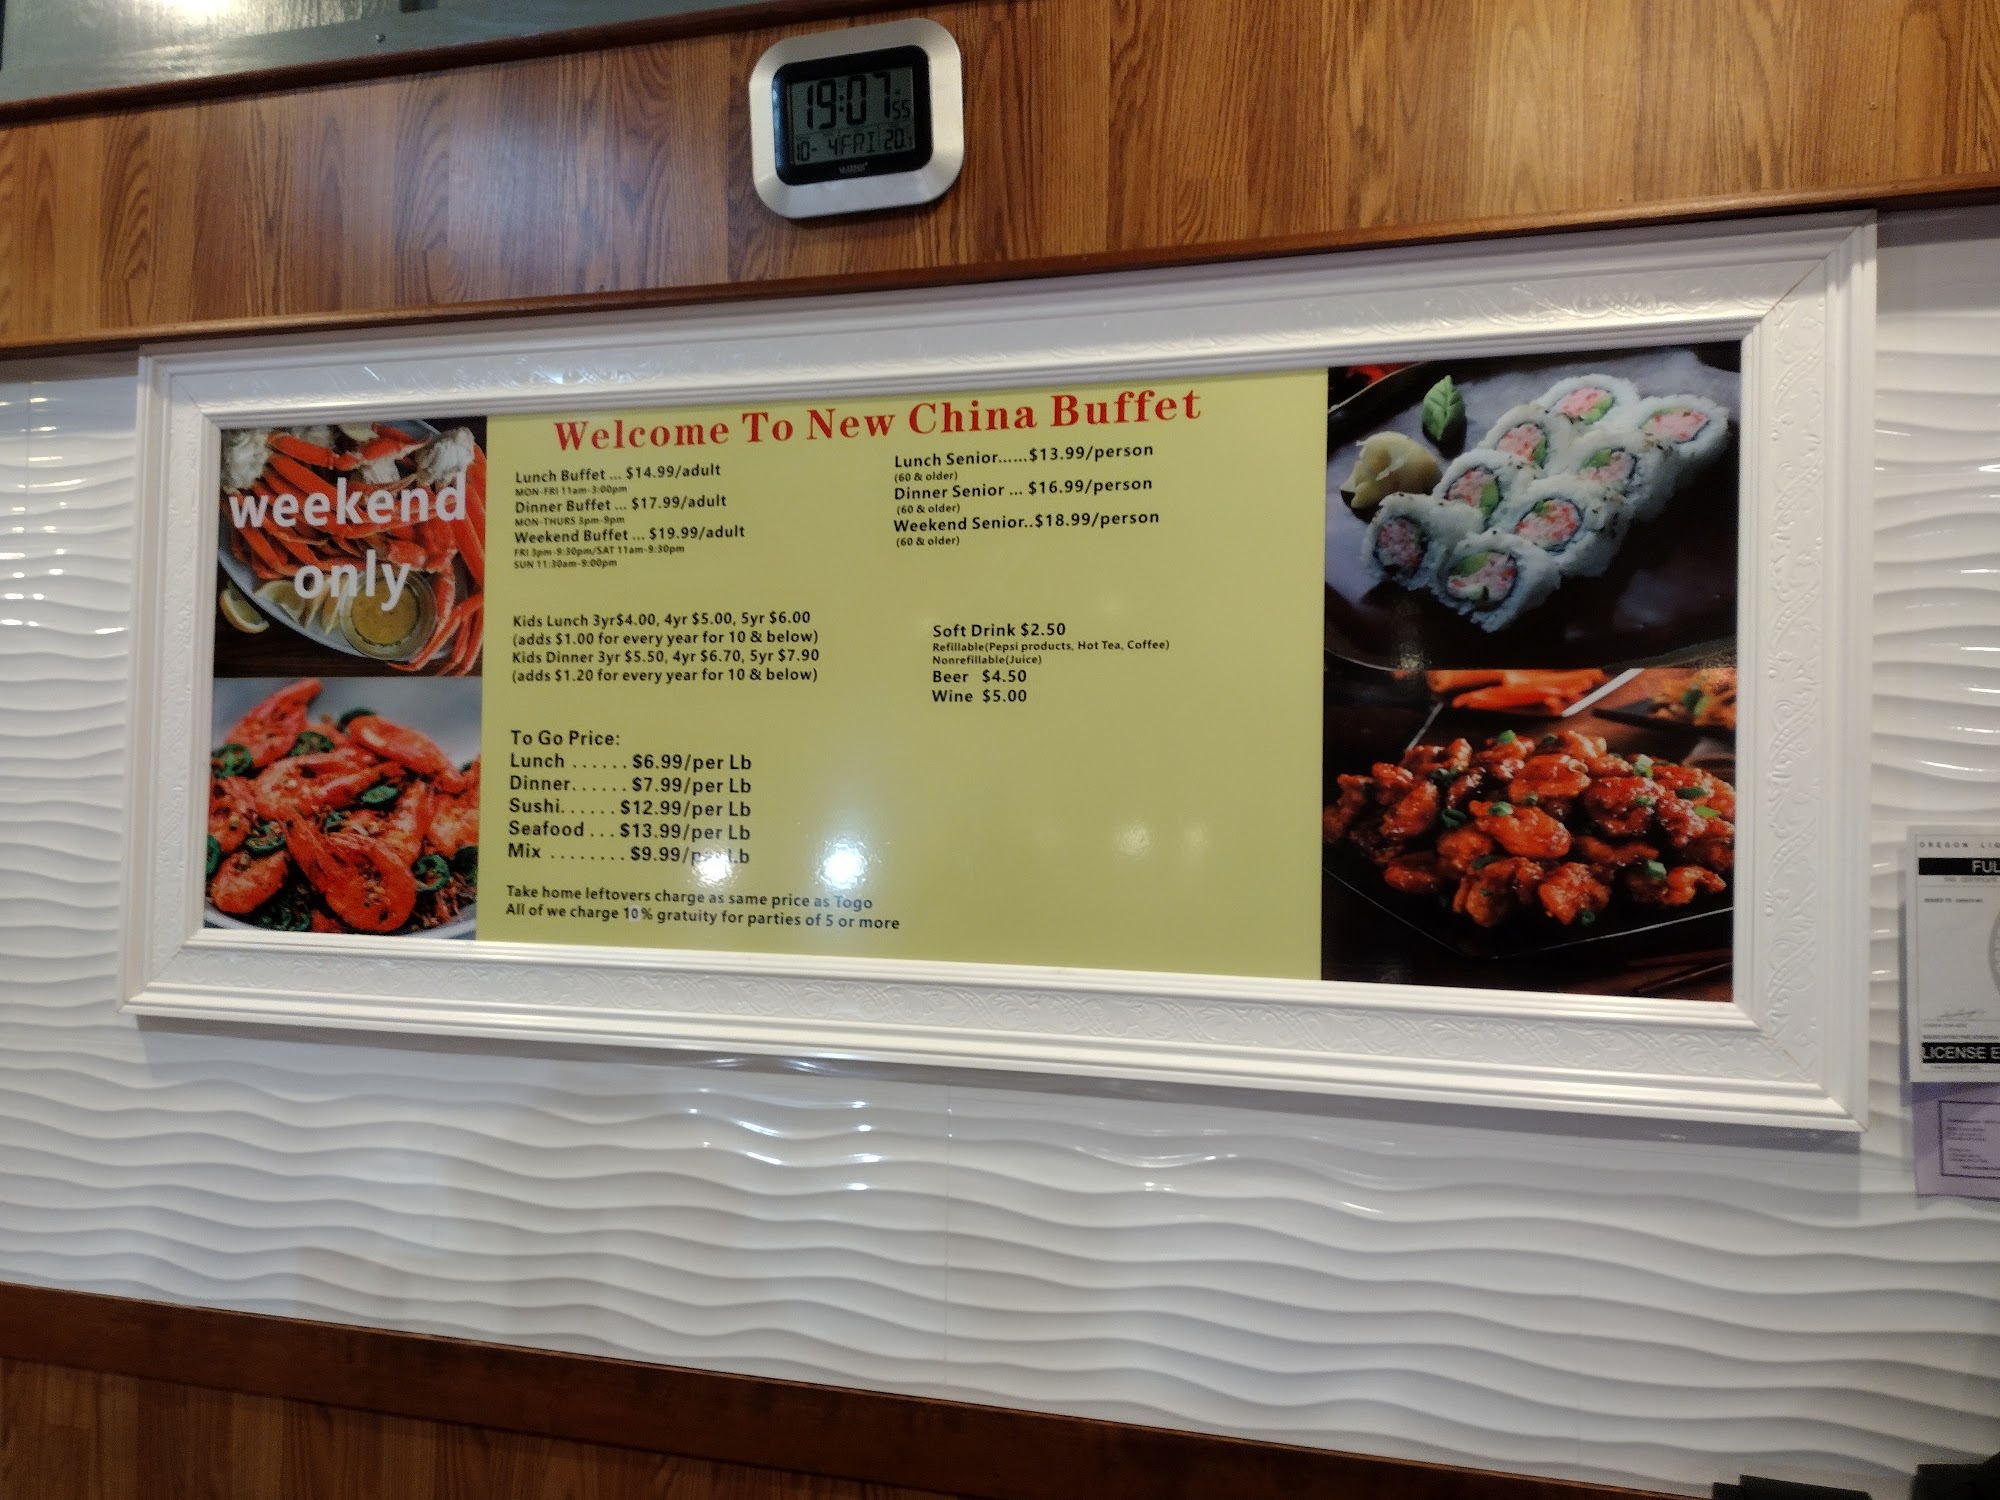 19:07 55
10- 4 FRI 20.
Welcome To New China Buffet
weekend
only
Lunch Buffet ... $14.99/adult
MON-FRI 11am-3:00pm
Dinner Buffet ... $17.99/adult
MON-THURS 3pm-9pm
Weekend Buffet ... $19.99/adult
FRI 3pm-9:30pm/SAT 11am-9:30pm
SUN 11:30am-9:00pm
Lunch Senior......$13.99/person
(60 & older)
Dinner Senior ... $16.99/person
(60 & older)
Weekend Senior..$18.99/person
(60 & older)
Kids Lunch 3yr$4.00, 4yr $5.00, 5yr $6.00
(adds $1.00 for every year for 10 & below)
Kids Dinner 3yr $5.50, 4yr $6.70, 5yr $7.90
(adds $1.20 for every year for 10 & below)
Soft Drink $2.50
Refillable(Pepsi products, Hot Tea, Coffee)
Nonrefillable(Juice)
Beer $4.50
Wine $5.00
To Go Price:
Lunch ...... $6.99/per Lb
Dinner...... $7.99/per Lb
Sushi...... $12.99/per Lb
Seafood ... $13.99/per Lb
Mix ........ $9.99/per Lb
Take home leftovers charge as same price as Togo
All of we charge 10% gratuity for parties of 5 or more
OREGON LIQ
FUL
LICENSE E